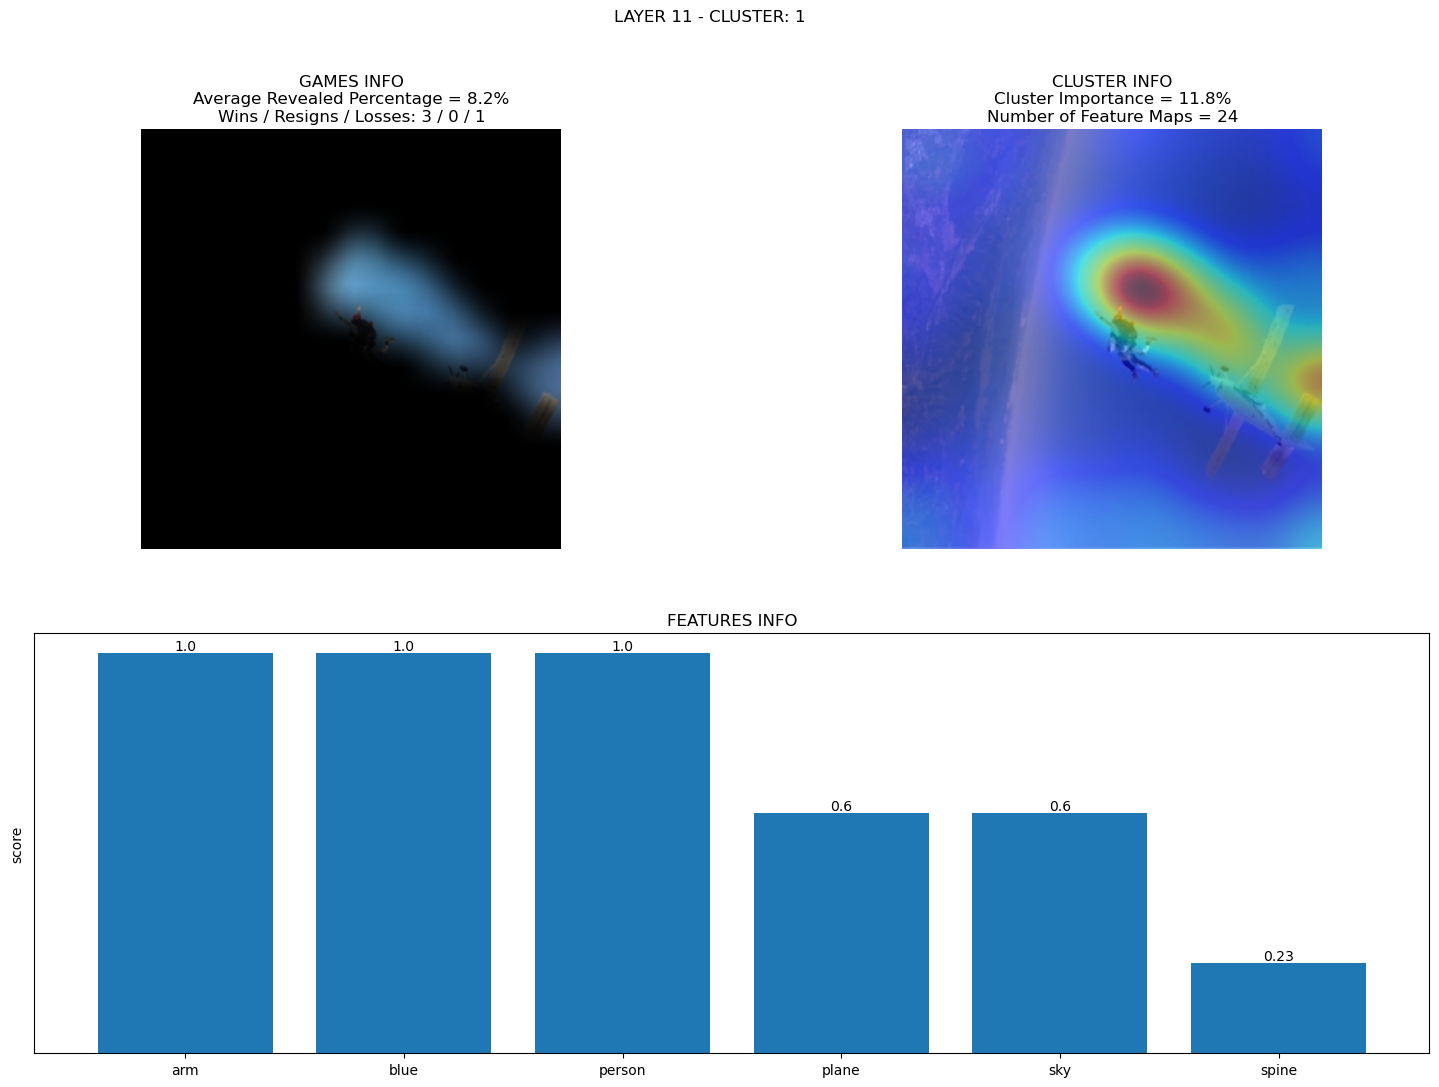 LAYER 11 - CLUSTER: 1
GAMES INFO
Average Revealed Percentage = 8.2%
Wins / Resigns / Losses: 3 / 0 / 1
CLUSTER INFO
Cluster Importance = 11.8%
Number of Feature Maps = 24
FEATURES INFO
score
1.0
1.0
1.0
0.6
0.6
0.23
arm
blue
person
plane
sky
spine